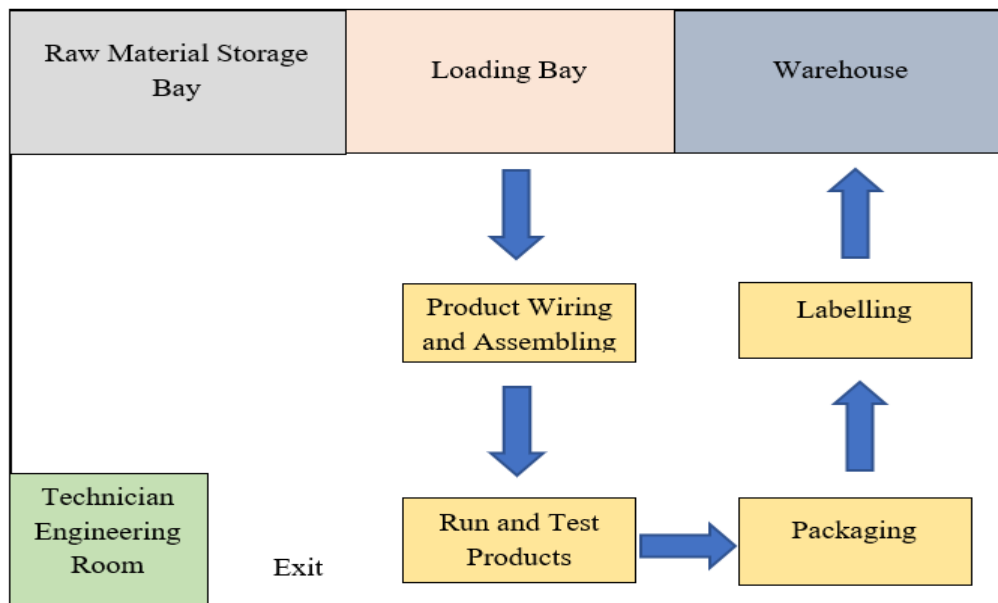 Raw Material Storage
Bay
Loading Bay
Warehouse
Product Wiring
and Assembling
Labelling
Technician
Engineering
Room
Exit
Run and Test
Products
Packaging